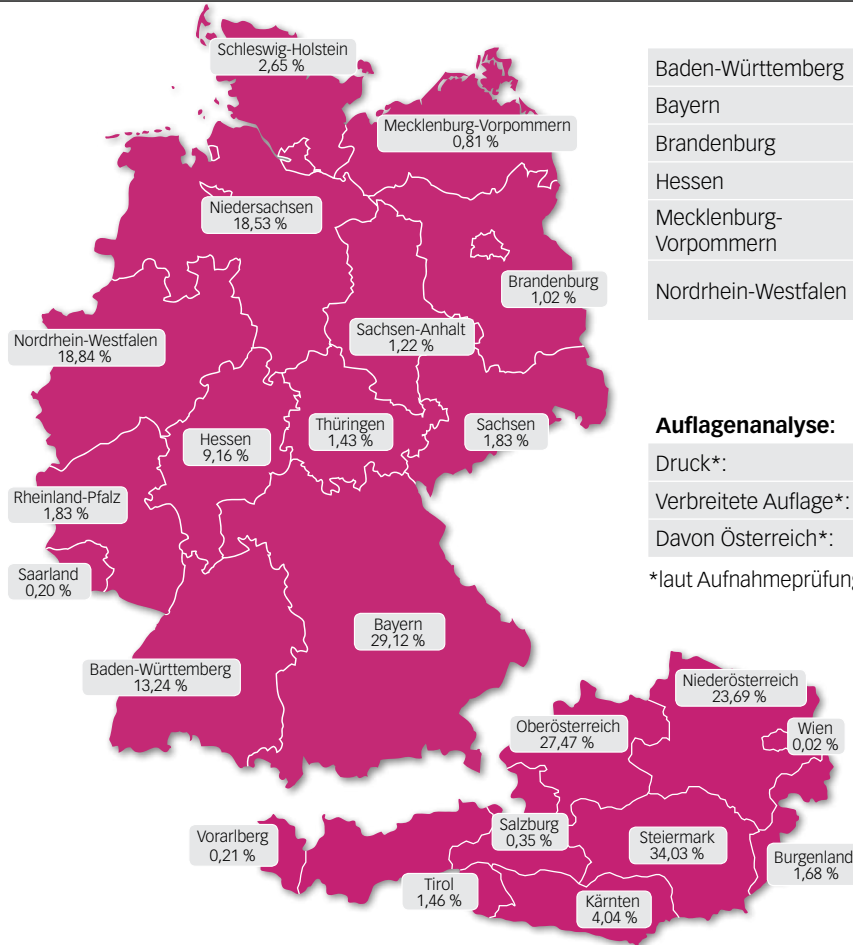 Schleswig-Holstein
2,65 %
Mecklenburg-Vorpommern
0,81 %
Niedersachsen
18,53 %
Brandenburg
1,02 %
Nordrhein-Westfalen
18,84 %
Sachsen-Anhalt
1,22 %
Hessen
9,16 %
Thüringen
1,43 %
Sachsen
1,83 %
Rheinland-Pfalz
1,83 %
Saarland
0,20 %
Bayern
29,12 %
Baden-Württemberg
13,24 %
Niederösterreich
23,69 %
Oberösterreich
27,47 %
Wien
0,02 %
Vorarlberg
0,21 %
Salzburg
0,35 %
Steiermark
34,03 %
Burgenland
1,68 %
Tirol
1,46 %
Kärnten
4,04 %
Baden-Württemberg
Bayern
Brandenburg
Hessen
Mecklenburg-
Vorpommern
Nordrhein-Westfalen
Auflagenanalyse:
Druck*:
Verbreitete Auflage*:
Davon Österreich*:
*laut Aufnahmeprüfung